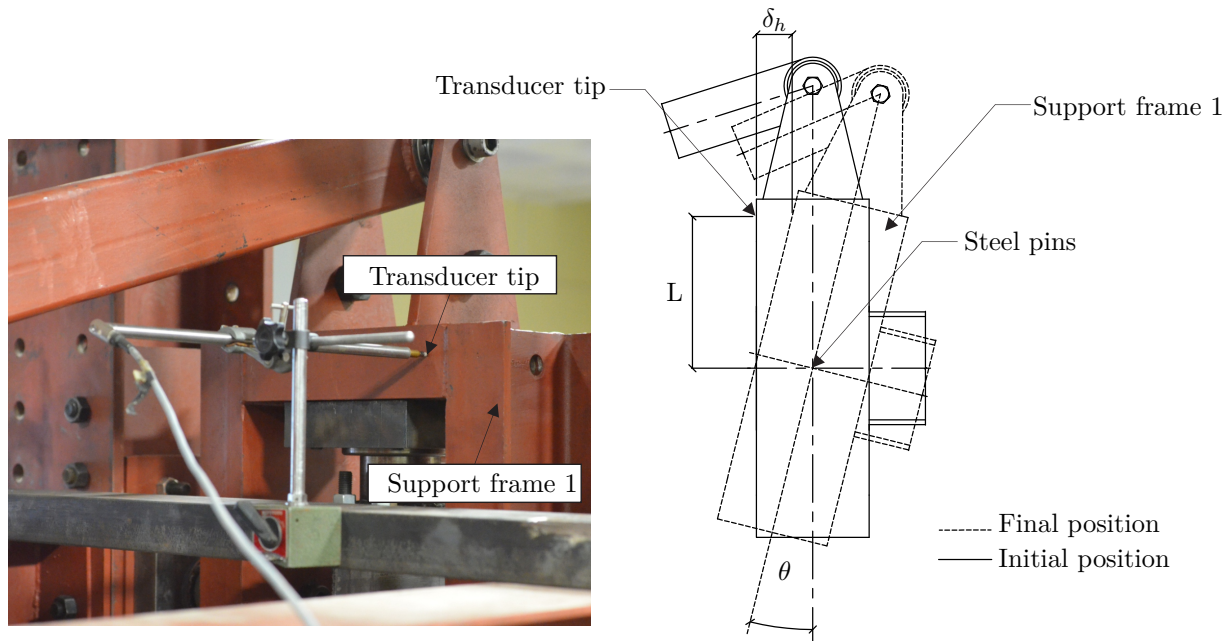 Transducer tip
Support frame 1
δh
Transducer tip
Support frame 1
Steel pins
L
θ
Final position
Initial position